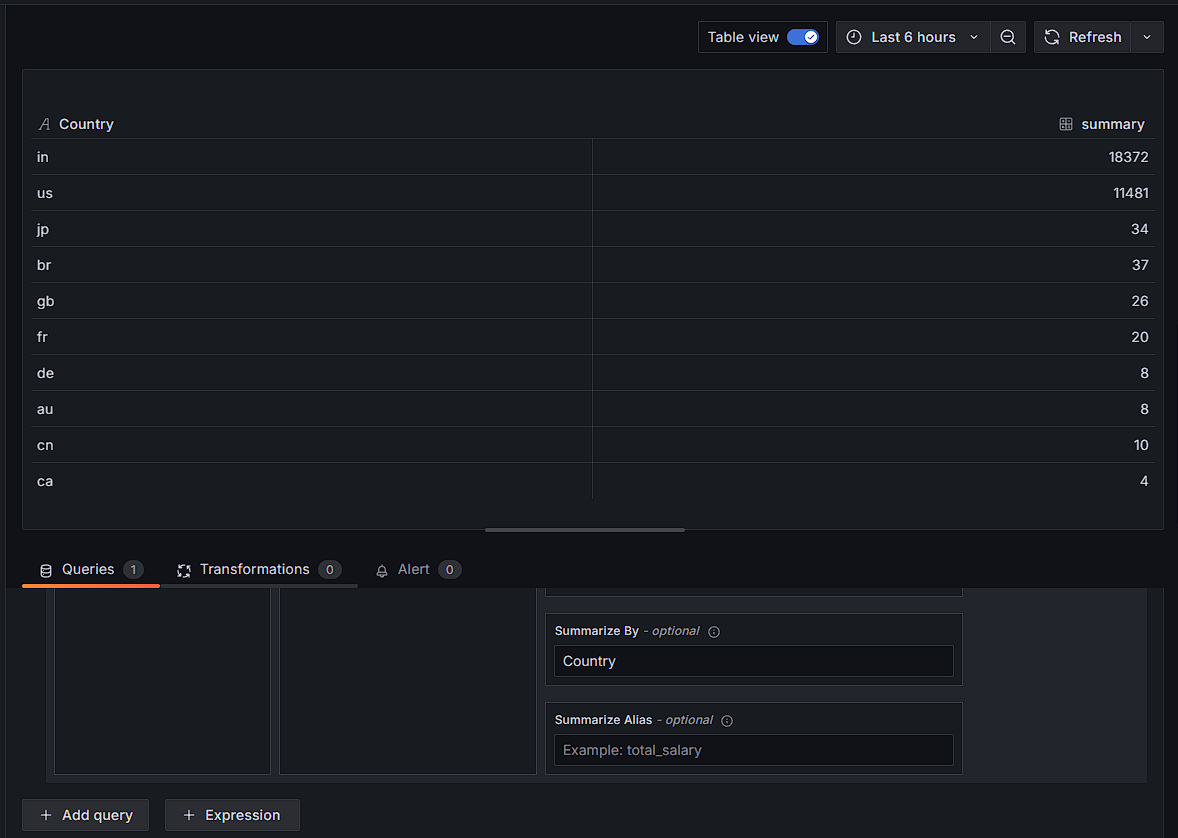 Table view Last 6 hours Refresh
Country summary
in 18372
us 11481
jp 34
br 37
gb 26
fr 20
de 8
au 8
cn 10
ca 4
Queries 1 Transformations 0 Alert 0
Summarize By - optional
Country
Summarize Alias - optional
Example: total_salary
+ Add query + Expression